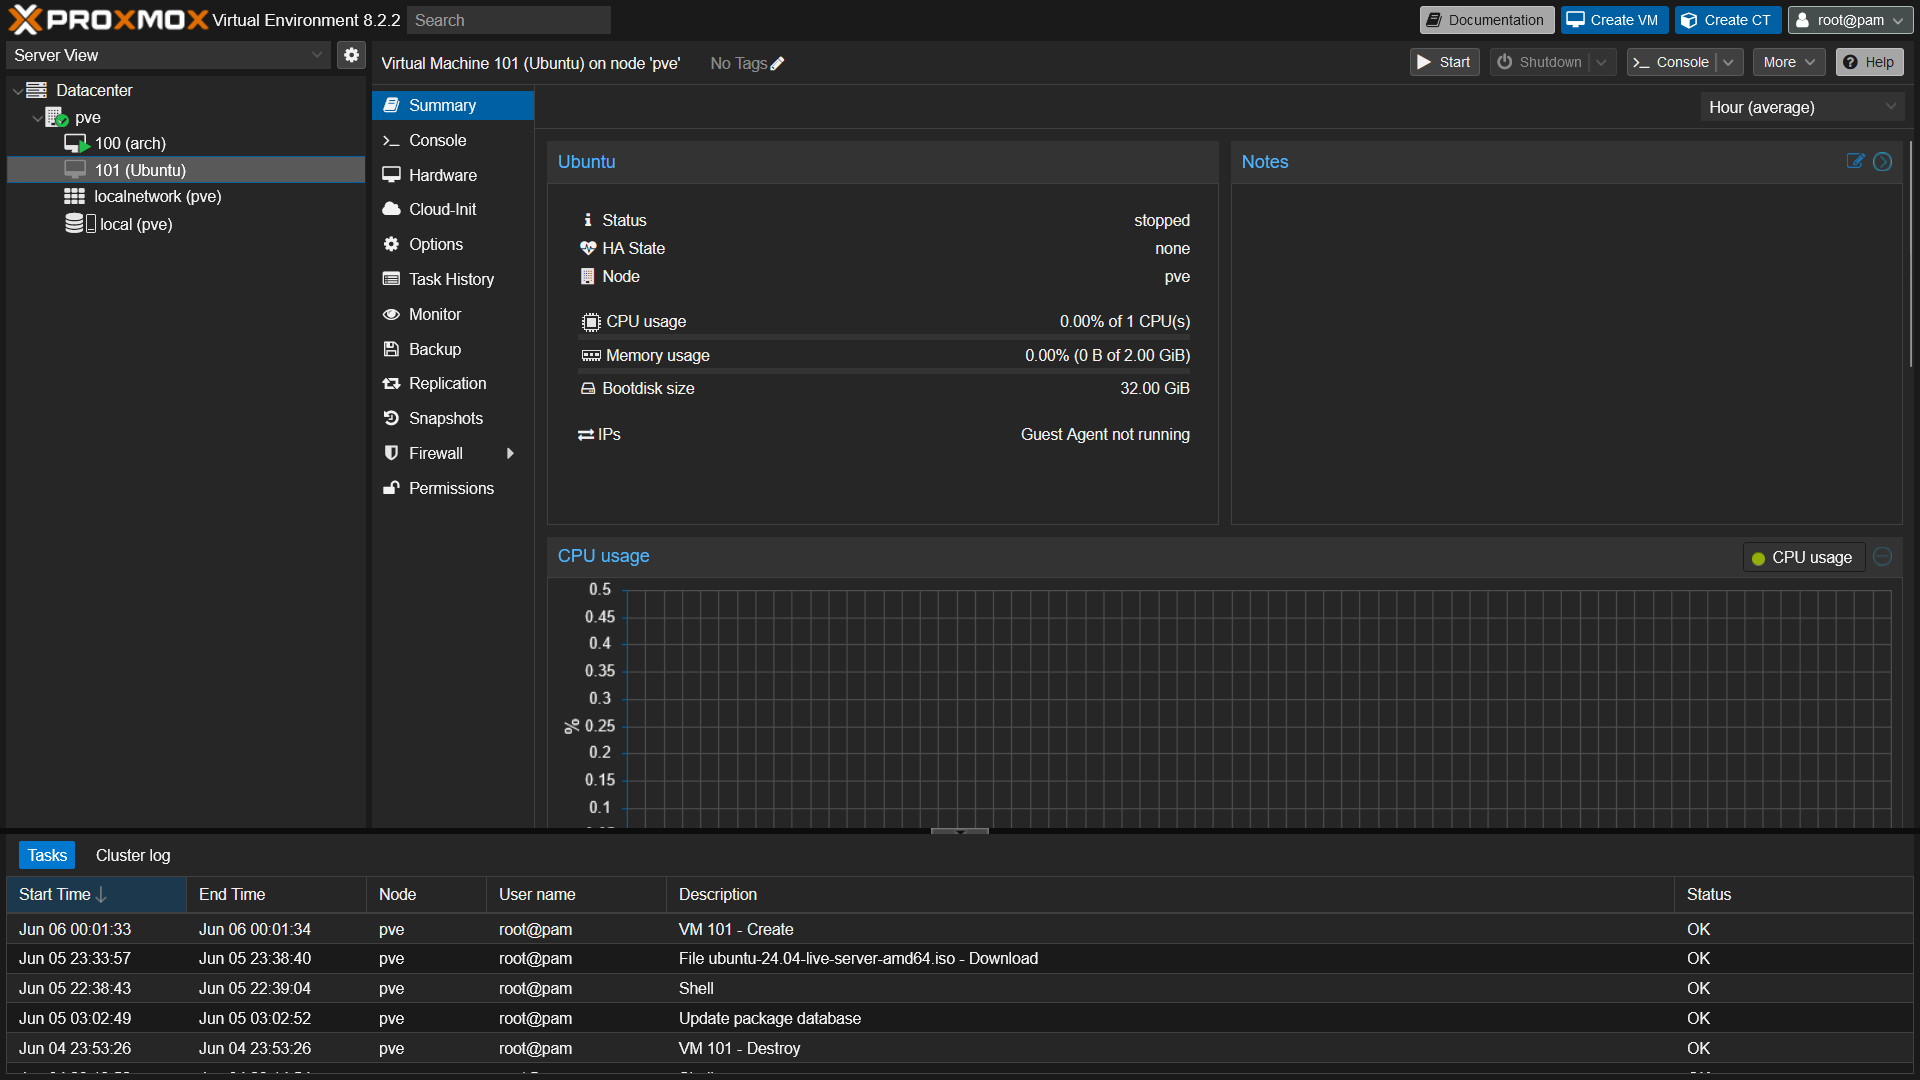 PROXMOX Virtual Environment 8.2.2 Search Documentation Create VM Create CT root@pam
Server View
Virtual Machine 101 (Ubuntu) on node 'pve' No Tags Start Shutdown Console More Help
Datacenter
pve
100 (arch)
101 (Ubuntu)
localnetwork (pve)
local (pve)
Summary
Console
Hardware
Cloud-Init
Options
Task History
Monitor
Backup
Replication
Snapshots
Firewall
Permissions
Hour (average)
Ubuntu
Status stopped
HA State none
Node pve
CPU usage 0.00% of 1 CPU(s)
Memory usage 0.00% (0 B of 2.00 GiB)
Bootdisk size 32.00 GiB
IPs Guest Agent not running
Notes
CPU usage CPU usage
0.5
0.45
0.4
0.35
0.3
% 0.25
0.2
0.15
0.1
Tasks Cluster log
Start Time End Time Node User name Description Status
Jun 06 00:01:33 Jun 06 00:01:34 pve root@pam VM 101 - Create OK
Jun 05 23:33:57 Jun 05 23:38:40 pve root@pam File ubuntu-24.04-live-server-amd64.iso - Download OK
Jun 05 22:38:43 Jun 05 22:39:04 pve root@pam Shell OK
Jun 05 03:02:49 Jun 05 03:02:52 pve root@pam Update package database OK
Jun 04 23:53:26 Jun 04 23:53:26 pve root@pam VM 101 - Destroy OK